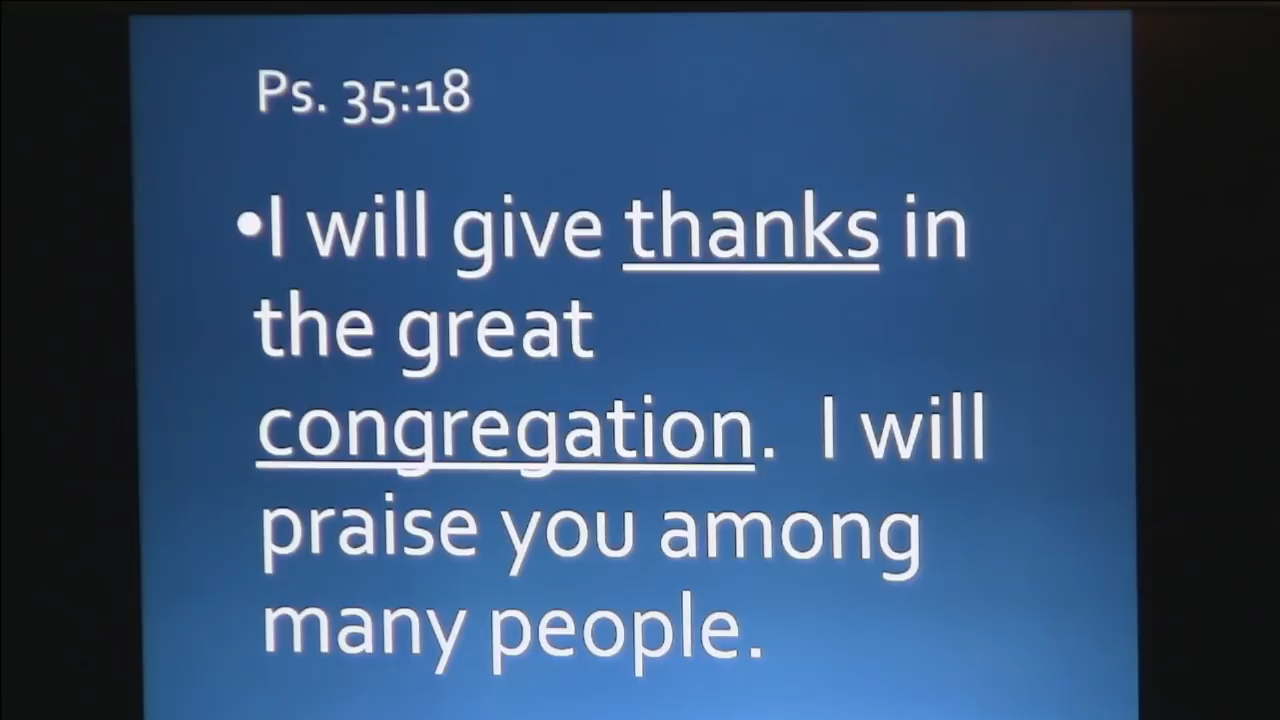 Ps. 35:18
•I will give thanks in
the great
congregation.  I will
praise you among
many people.